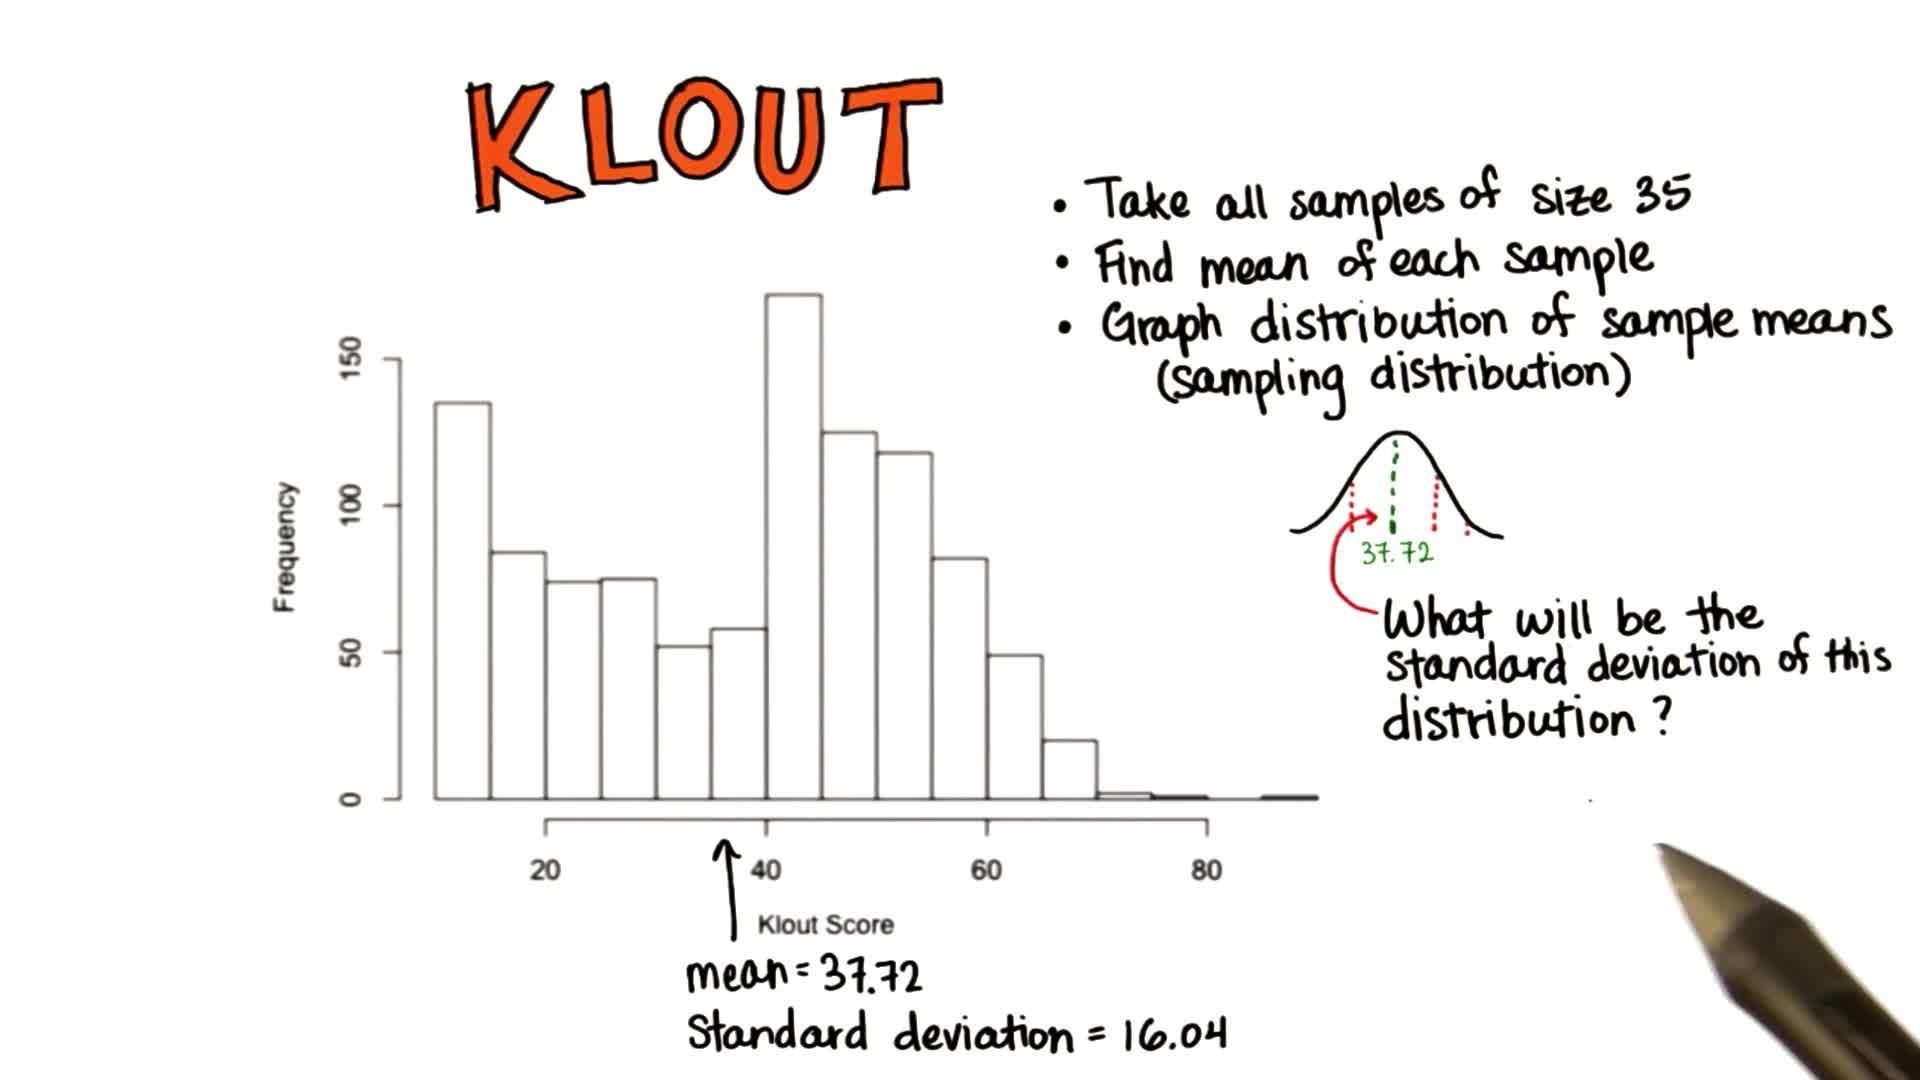 KLOUT
• Take all samples of size 35
• Find mean of each sample
• Graph distribution of sample means
(sampling distribution)
37.72
What will be the
standard deviation of this
distribution?
Frequency
150
100
50
0
20 40 60 80
Klout Score
mean = 37.72
Standard deviation = 16.04